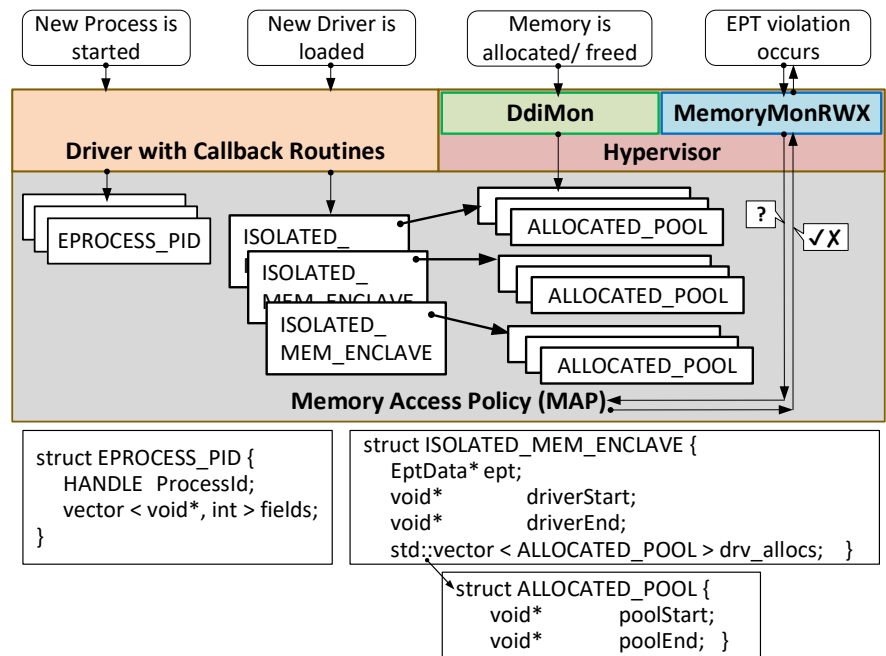 New Process is
started
New Driver is
loaded
Memory is
allocated/ freed
EPT violation
occurs
DdiMon
MemoryMonRWX
Driver with Callback Routines
Hypervisor
EPROCESS_PID
ISOLATED_
ISOLATED_
MEM_ENCLAVE
ISOLATED_
MEM_ENCLAVE
ALLOCATED_POOL
ALLOCATED_POOL
ALLOCATED_POOL
?
✓✗
Memory Access Policy (MAP)
struct EPROCESS_PID {
HANDLE ProcessId;
vector < void*, int > fields;
}
struct ISOLATED_MEM_ENCLAVE {
EptData* ept;
void* driverStart;
void* driverEnd;
std::vector < ALLOCATED_POOL > drv_allocs; }
struct ALLOCATED_POOL {
void* poolStart;
void* poolEnd; }